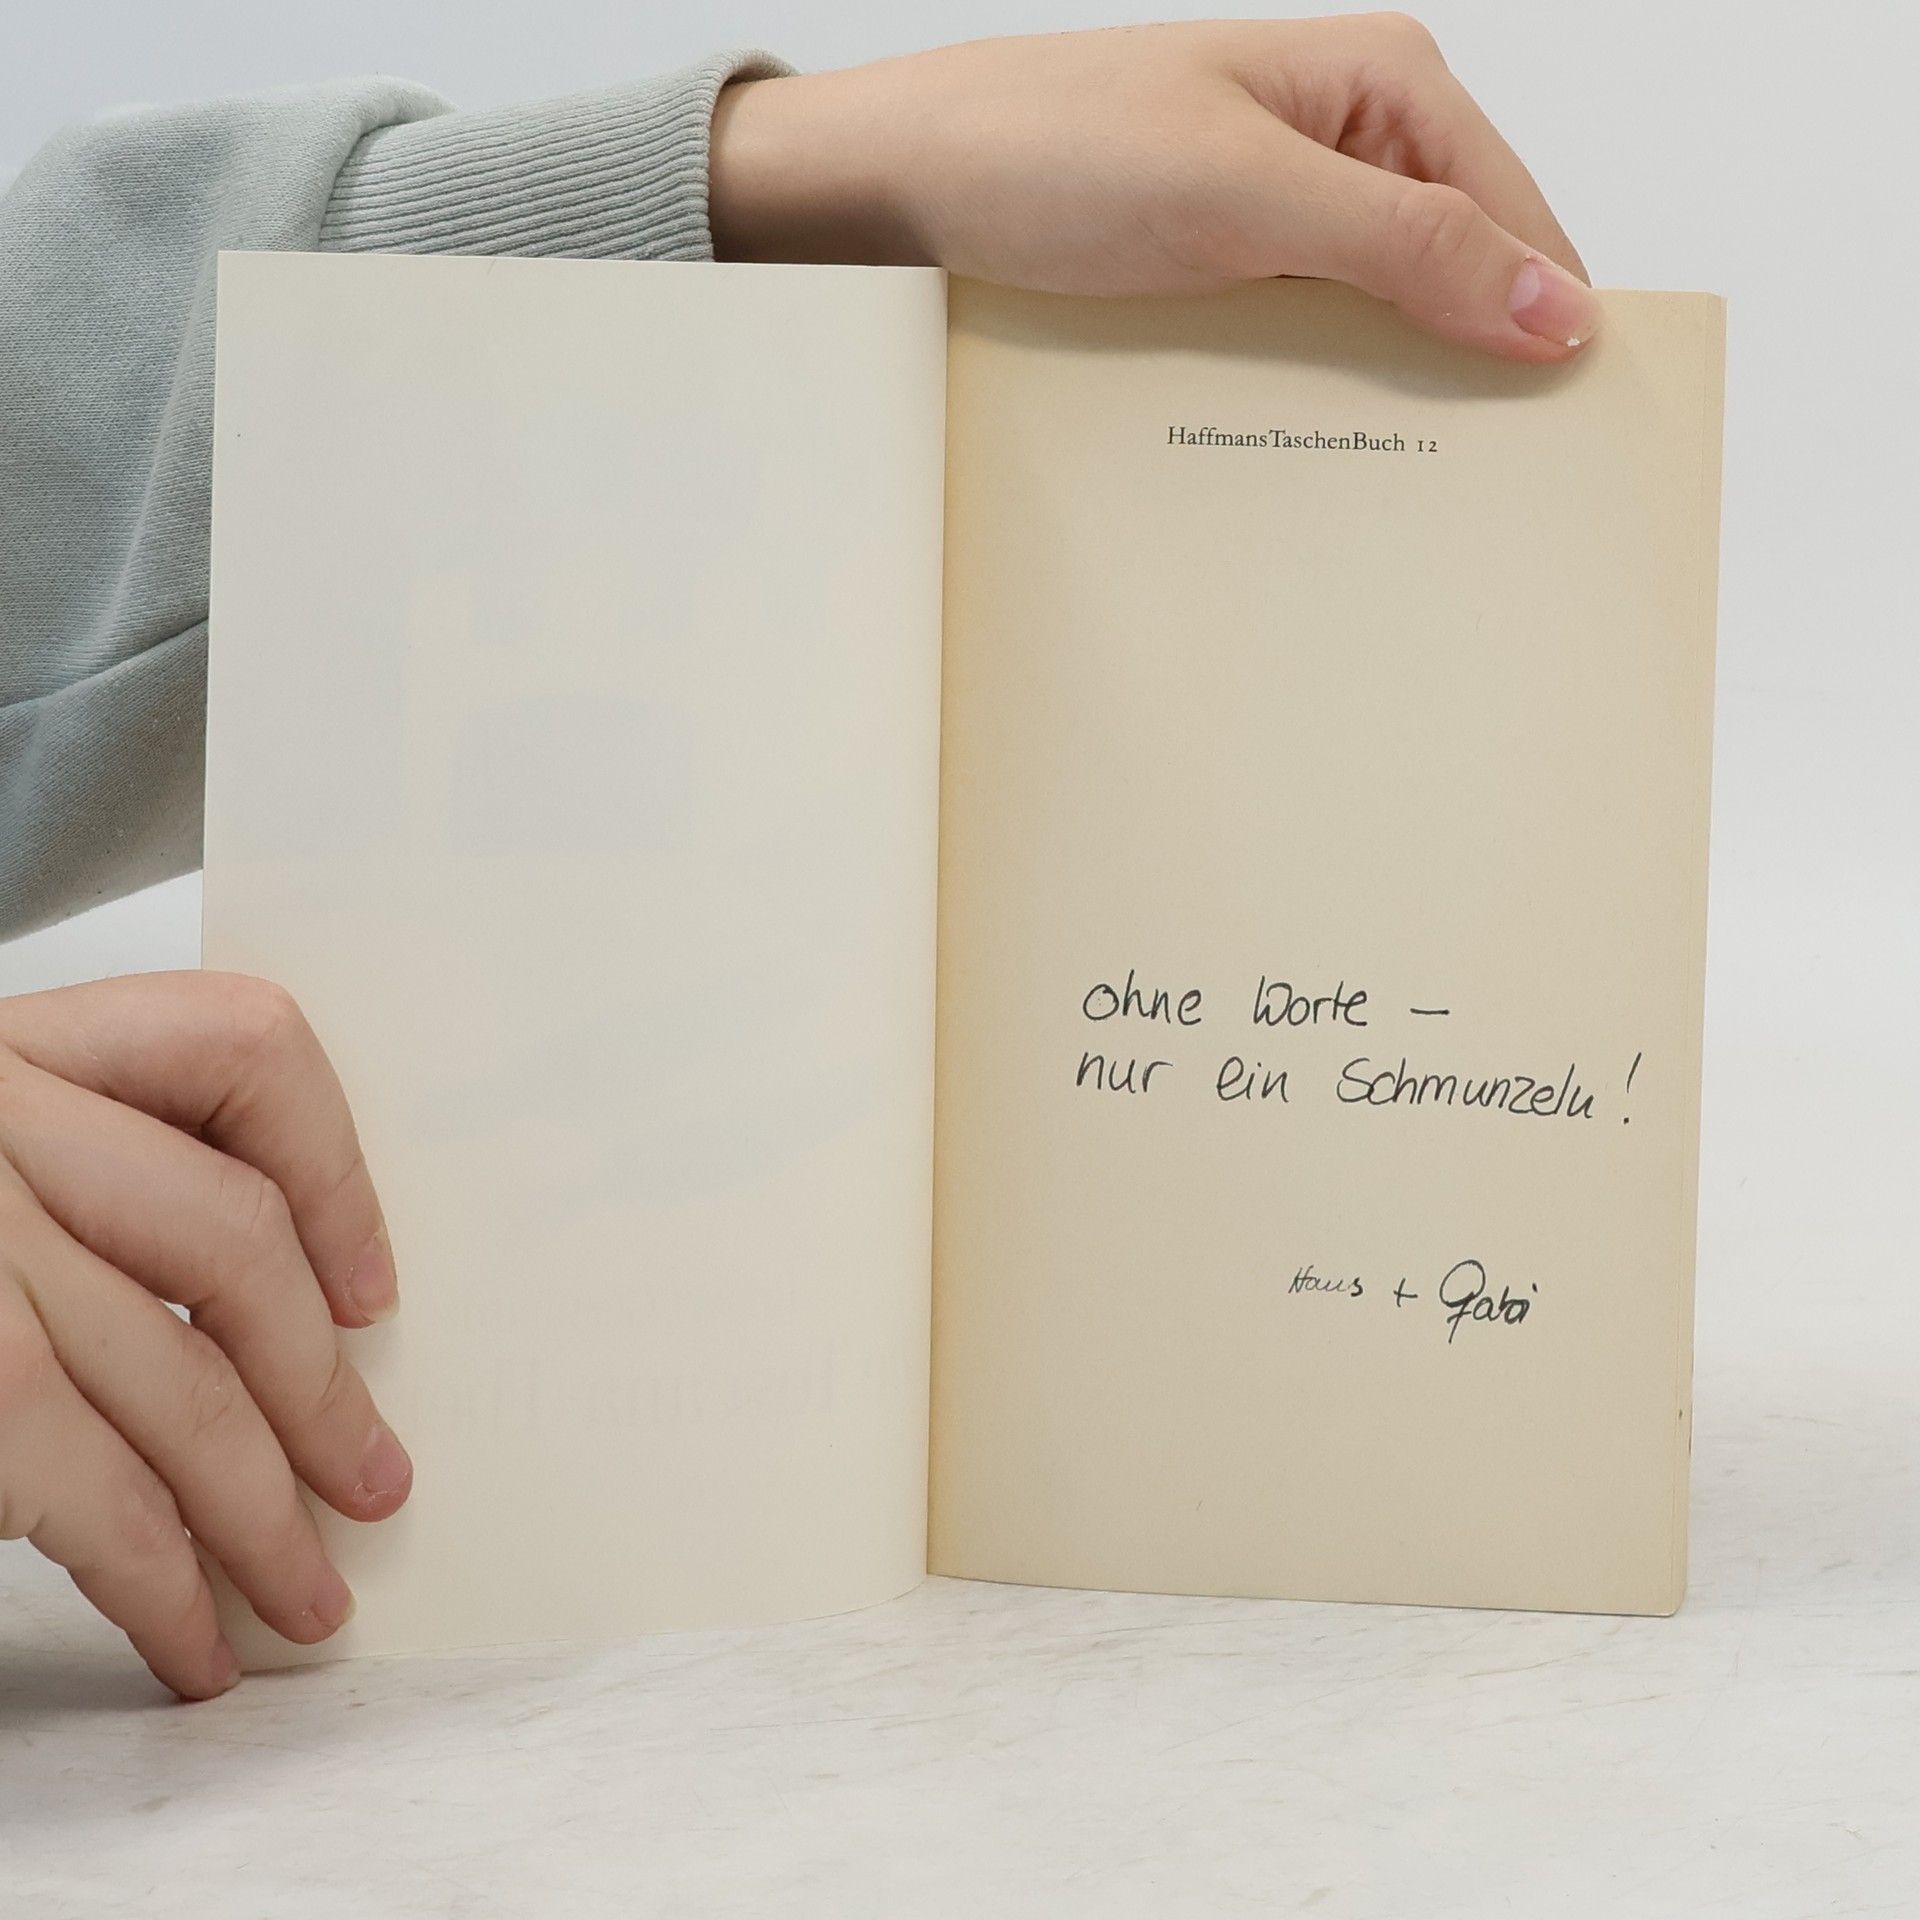 HaffmansTaschenBuch 12
ohne Worte –
nur ein Schmunzeln!
Hans + Gabi